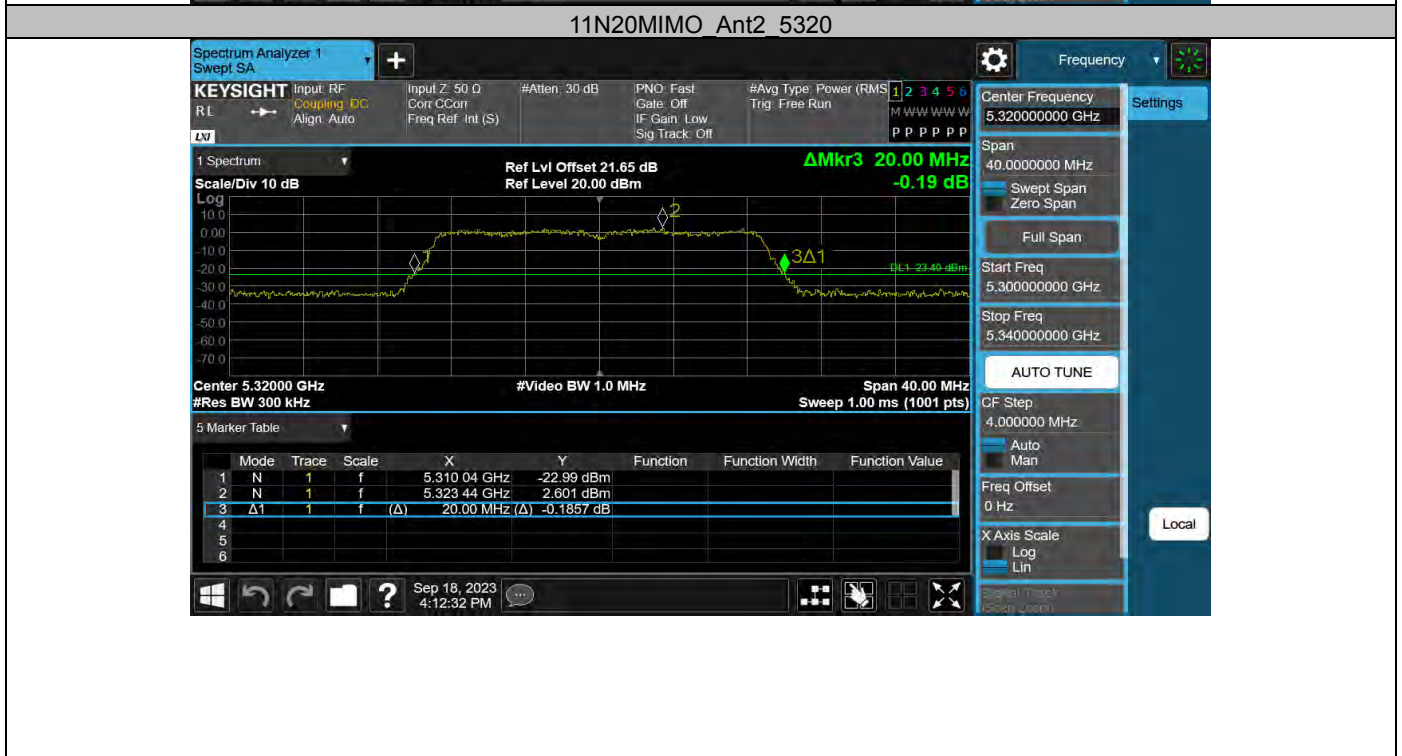 11N20MIMO_Ant2_5320
Spectrum Analyzer 1
Swept SA
+
Frequency
KEYSIGHT
RL
LXI
Input: RF
Coupling: DC
Align: Auto
Input Z: 50 Ω
Corr CCorr
Freq Ref: Int (S)
#Atten: 30 dB
PNO: Fast
Gate: Off
IF Gain: Low
Sig Track: Off
#Avg Type: Power (RMS
Trig: Free Run
1 2 3 4 5 6
M W W W W W
P P P P P P
Center Frequency
5.320000000 GHz
Settings
1 Spectrum
Ref Lvl Offset 21.65 dB
ΔMkr3 20.00 MHz
Scale/Div 10 dB
Ref Level 20.00 dBm
-0.19 dB
Span
40.0000000 MHz
Swept Span
Zero Span
Full Span
Start Freq
5.300000000 GHz
Stop Freq
5.340000000 GHz
AUTO TUNE
CF Step
4.000000 MHz
Auto
Man
Freq Offset
0 Hz
X Axis Scale
Log
Lin
Local
Log
10.0
0.00
-10.0
-20.0
-30.0
-40.0
-50.0
-60.0
-70.0
1
2
3Δ1
DL1 -23.40 dBm
Center 5.32000 GHz
#Video BW 1.0 MHz
Span 40.00 MHz
#Res BW 300 kHz
Sweep 1.00 ms (1001 pts)
5 Marker Table
Mode Trace Scale X Y Function Function Width Function Value
1 N 1 f 5.310 04 GHz -22.99 dBm
2 N 1 f 5.323 44 GHz 2.601 dBm
3 Δ1 1 f (Δ) 20.00 MHz (Δ) -0.1857 dB
4
5
6
?
Sep 18, 2023
4:12:32 PM
Signal Track
(Span Zoom)